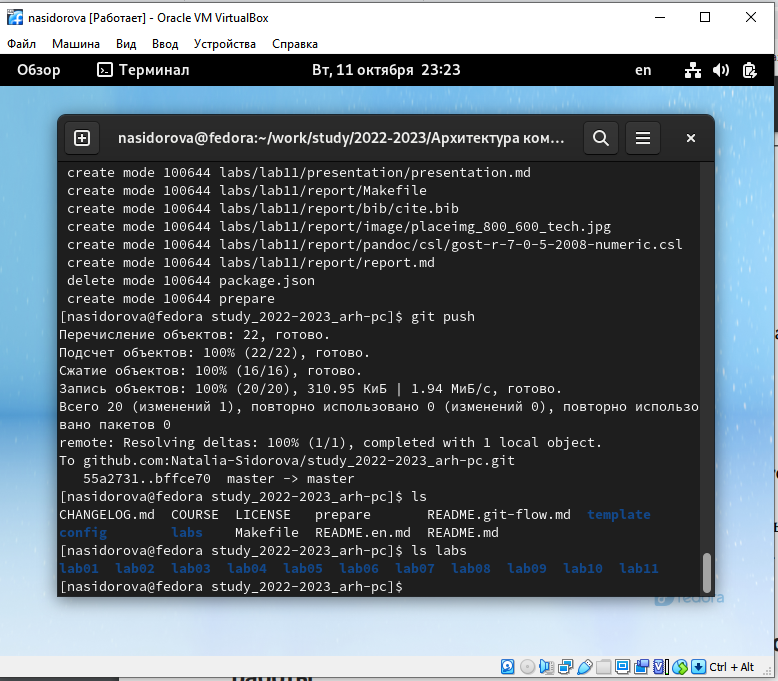 nasidorova [Работает] - Oracle VM VirtualBox
Файл Машина Вид Ввод Устройства Справка
Обзор Терминал Вт, 11 октября 23:23 en
nasidorova@fedora:~/work/study/2022-2023/Архитектура ком...
create mode 100644 labs/lab11/presentation/presentation.md
create mode 100644 labs/lab11/report/Makefile
create mode 100644 labs/lab11/report/bib/cite.bib
create mode 100644 labs/lab11/report/image/placeimg_800_600_tech.jpg
create mode 100644 labs/lab11/report/pandoc/csl/gost-r-7-0-5-2008-numeric.csl
create mode 100644 labs/lab11/report/report.md
delete mode 100644 package.json
create mode 100644 prepare
[nasidorova@fedora study_2022-2023_arh-pc]$ git push
Перечисление объектов: 22, готово.
Подсчет объектов: 100% (22/22), готово.
Сжатие объектов: 100% (16/16), готово.
Запись объектов: 100% (20/20), 310.95 КиБ | 1.94 МиБ/с, готово.
Всего 20 (изменений 1), повторно использовано 0 (изменений 0), повторно использо
вано пакетов 0
remote: Resolving deltas: 100% (1/1), completed with 1 local object.
To github.com:Natalia-Sidorova/study_2022-2023_arh-pc.git
55a2731..bffce70 master -> master
[nasidorova@fedora study_2022-2023_arh-pc]$ ls
CHANGELOG.md COURSE LICENSE prepare README.git-flow.md template
config labs Makefile README.en.md README.md
[nasidorova@fedora study_2022-2023_arh-pc]$ ls labs
lab01 lab02 lab03 lab04 lab05 lab06 lab07 lab08 lab09 lab10 lab11
[nasidorova@fedora study_2022-2023_arh-pc]$
fedora
Ctrl + Alt